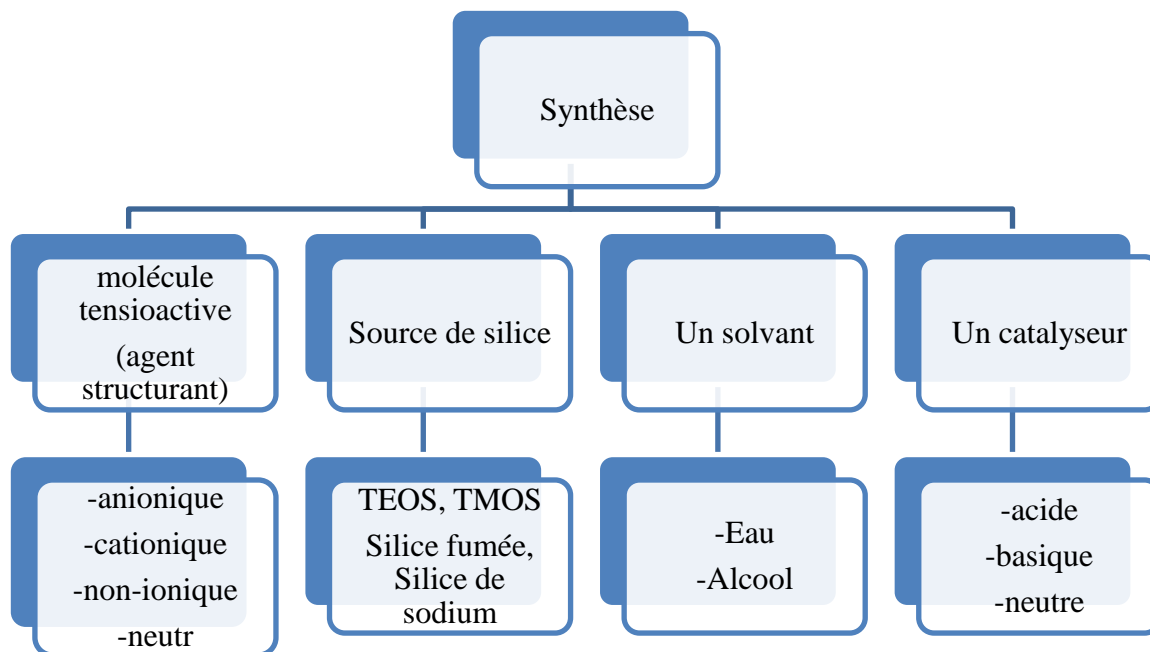 Synthèse
molécule
tensioactive
(agent
structurant)
Source de silice
Un solvant
Un catalyseur
-anionique
-cationique
-non-ionique
-neutr
TEOS, TMOS
Silice fumée,
Silice de
sodium
-Eau
-Alcool
-acide
-basique
-neutre